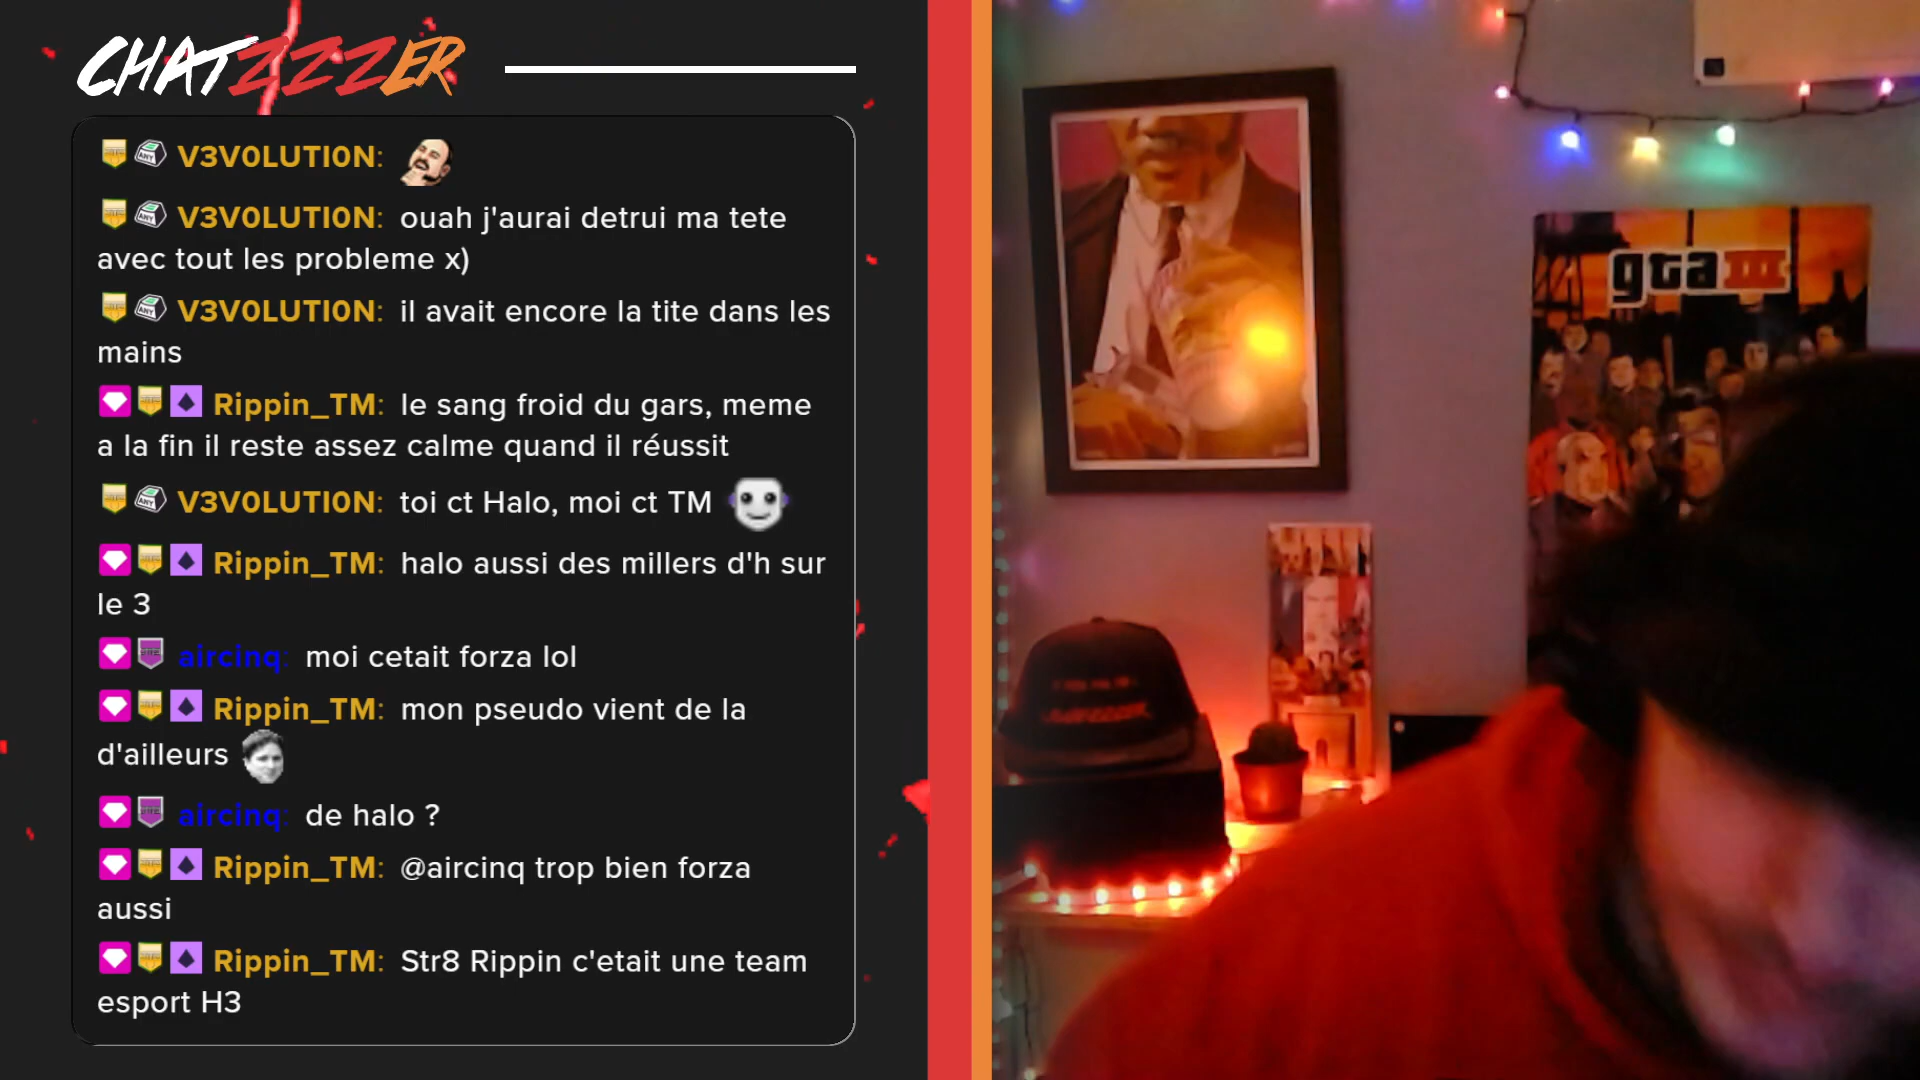 CHATZZZER
V3V0LUTI0N:
V3V0LUTI0N: ouah j'aurai detrui ma tete
avec tout les probleme x)
V3V0LUTI0N: il avait encore la tite dans les
mains
Rippin_TM: le sang froid du gars, meme
a la fin il reste assez calme quand il réussit
V3V0LUTI0N: toi ct Halo, moi ct TM
Rippin_TM: halo aussi des millers d'h sur
le 3
aircinq: moi cetait forza lol
Rippin_TM: mon pseudo vient de la
d'ailleurs
aircinq: de halo ?
Rippin_TM: @aircinq trop bien forza
aussi
Rippin_TM: Str8 Rippin c'etait une team
esport H3
gta III